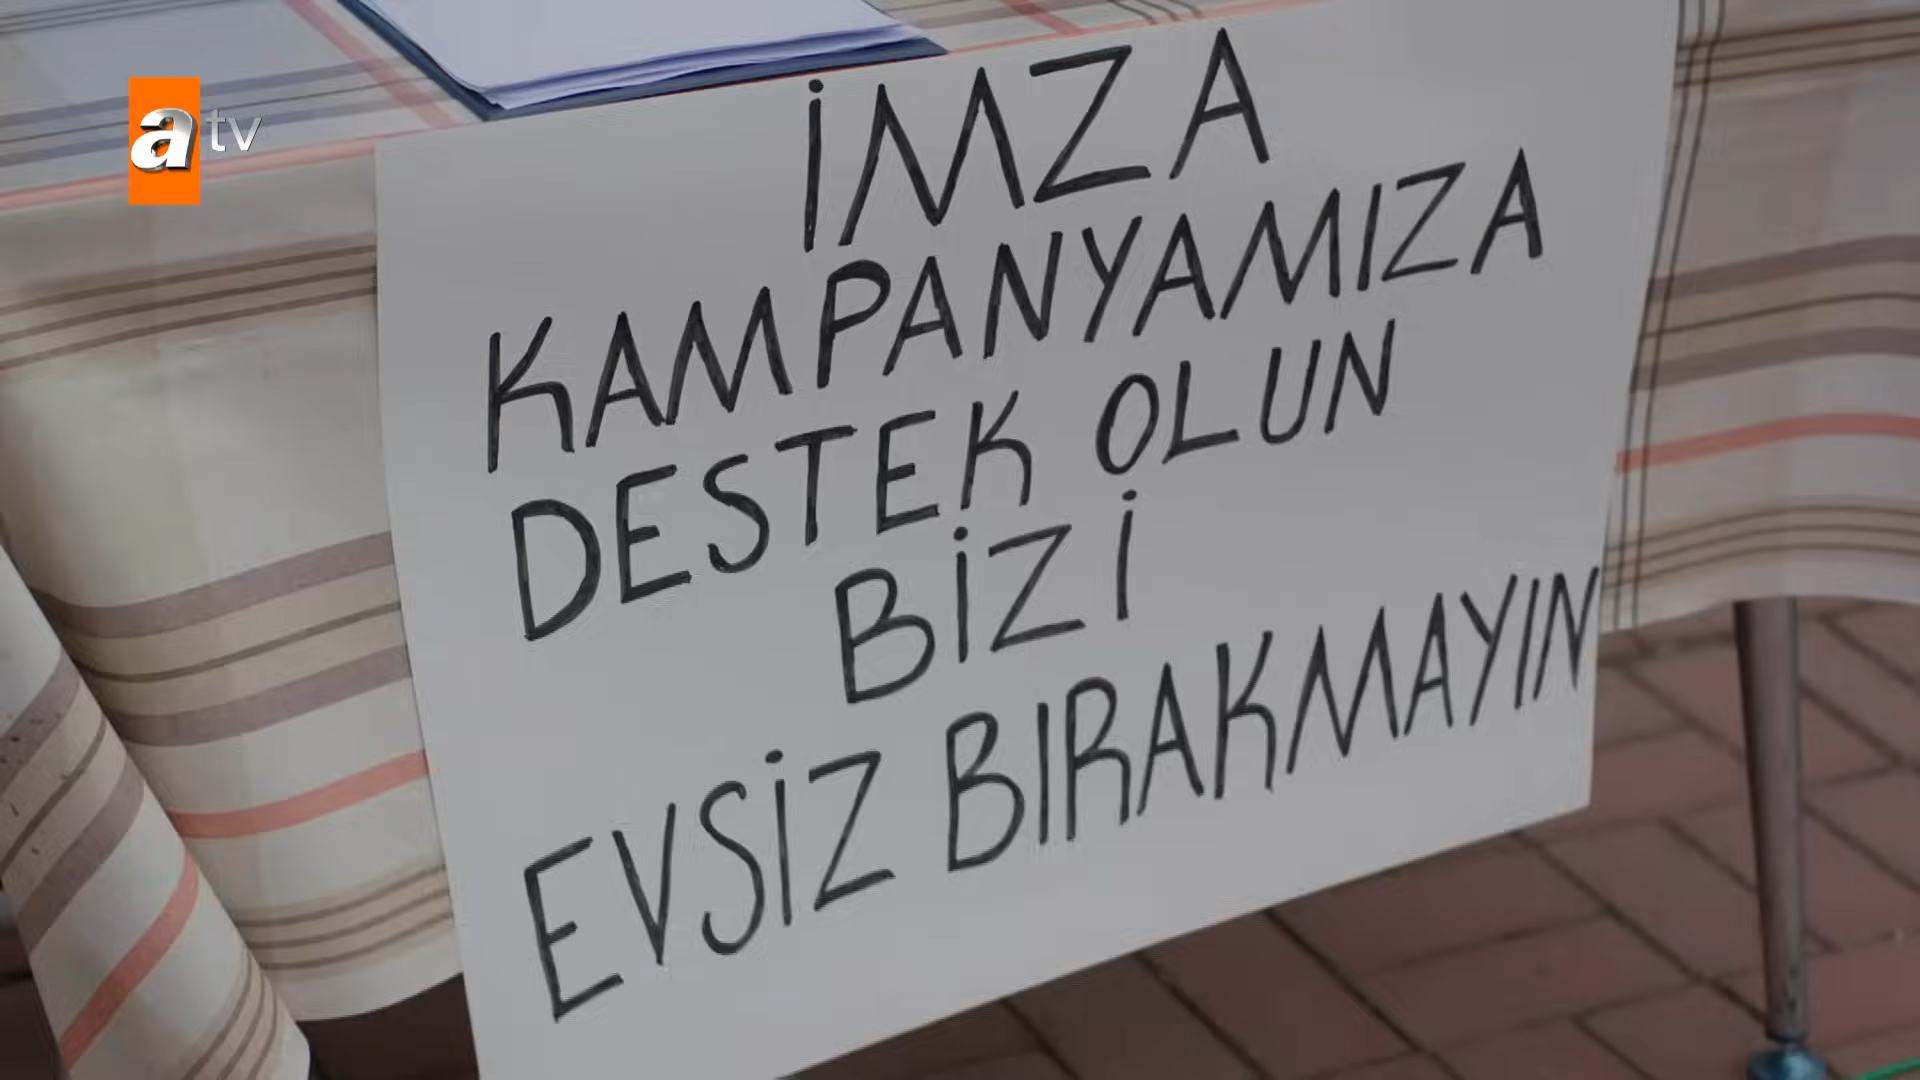 atv
İMZA
KAMPANYAMIZA
DESTEK OLUN
BİZİ
EVSİZ BIRAKMAYIN